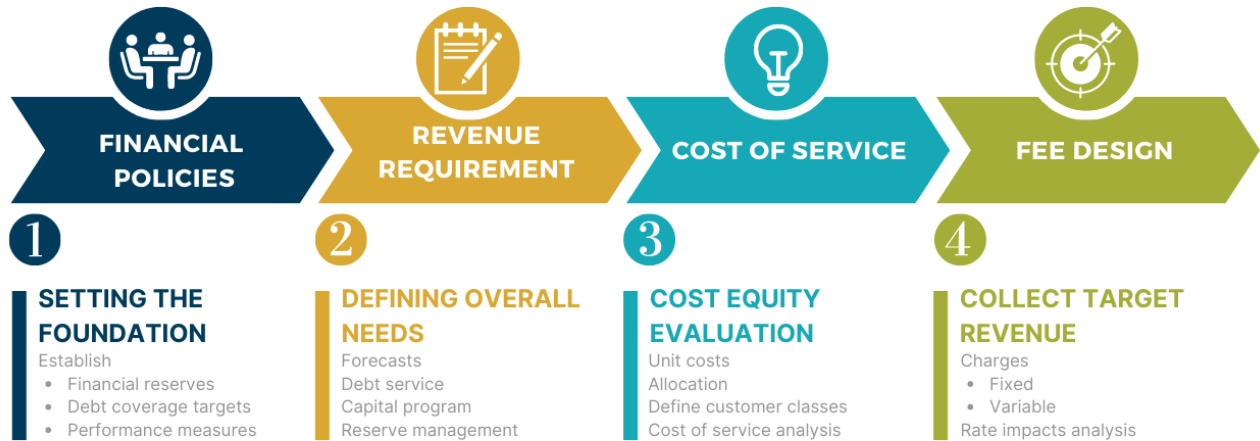 FINANCIAL
POLICIES
REVENUE
REQUIREMENT
COST OF SERVICE
FEE DESIGN
1
SETTING THE
FOUNDATION
Establish
• Financial reserves
• Debt coverage targets
• Performance measures
2
DEFINING OVERALL
NEEDS
Forecasts
Debt service
Capital program
Reserve management
3
COST EQUITY
EVALUATION
Unit costs
Allocation
Define customer classes
Cost of service analysis
4
COLLECT TARGET
REVENUE
Charges
• Fixed
• Variable
Rate impacts analysis